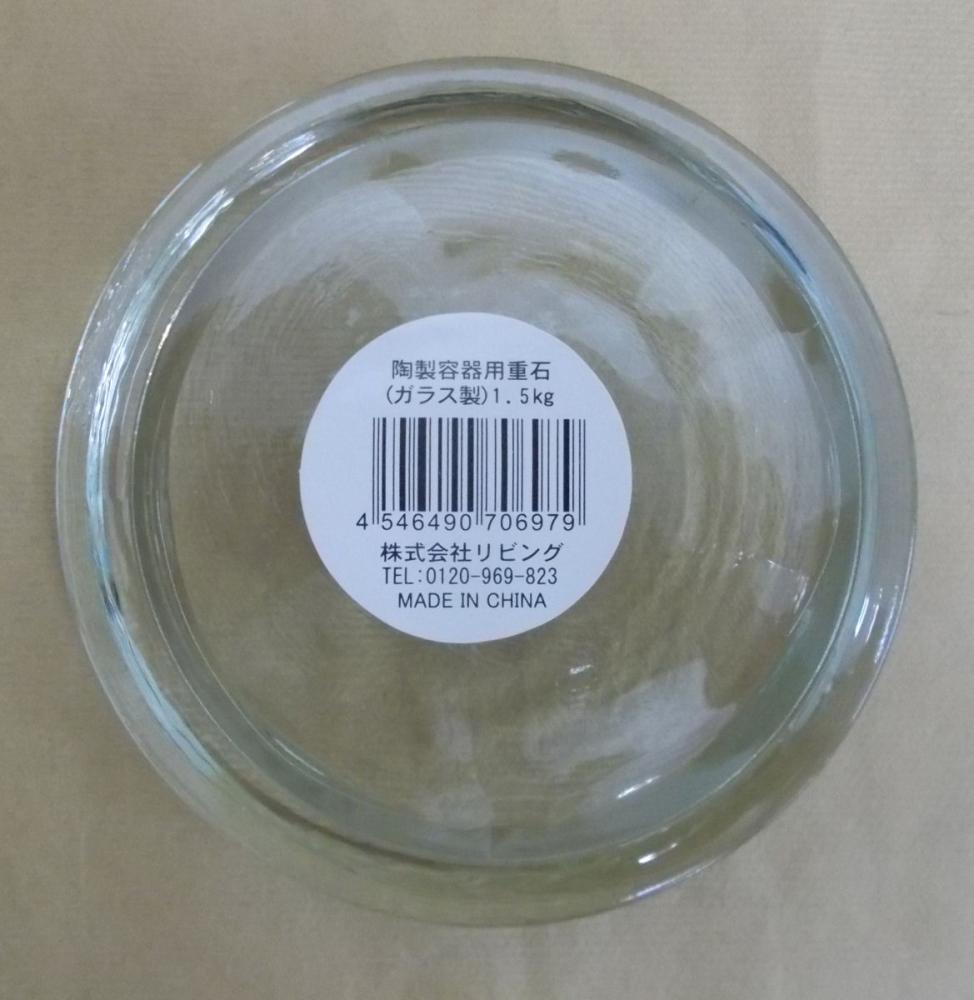 陶製容器用重石
(ガラス製)1.5kg
4 546490 706979
株式会社リビング
TEL:0120-969-823
MADE IN CHINA